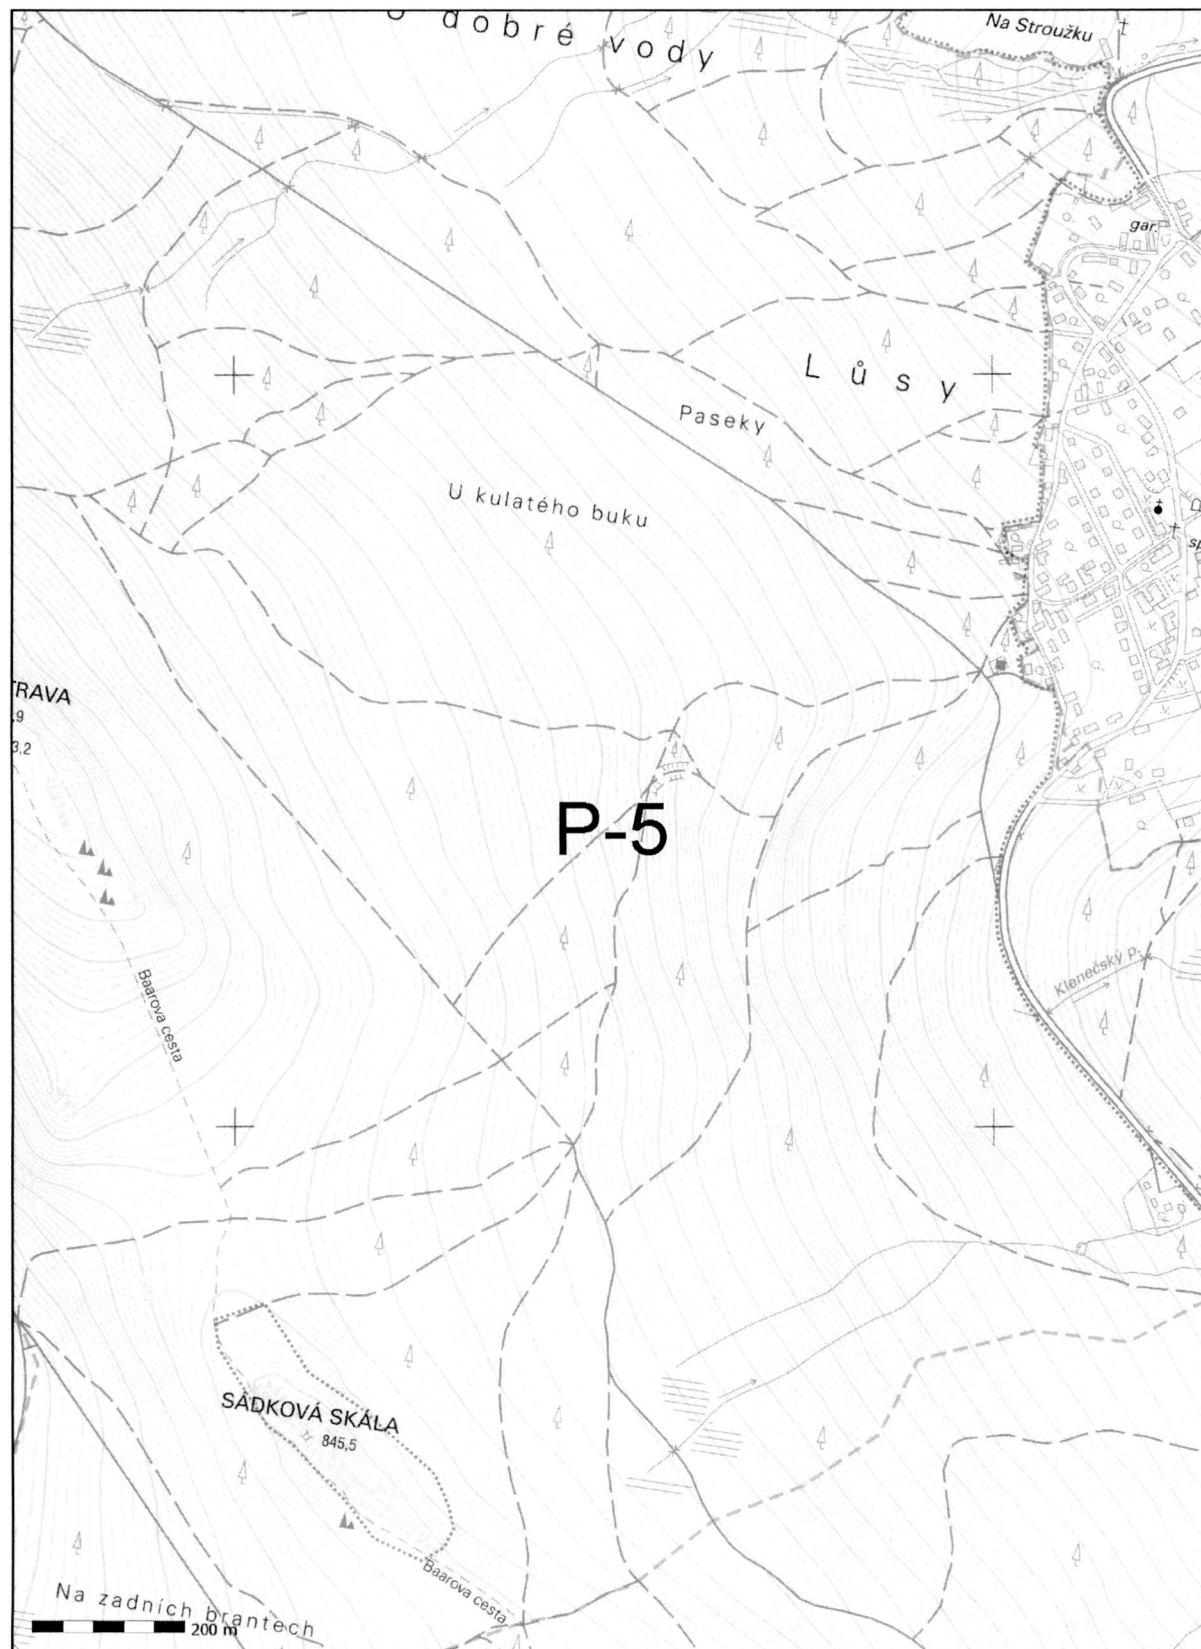 dobré vody
Na Stroužku
gar.
Lůsy
Paseky
U kulatého buku
P-5
Baarova cesta
Klenečský p.
SÁDKOVÁ SKÁLA
845,5
Baarova cesta
Na zadních brantech
200 m